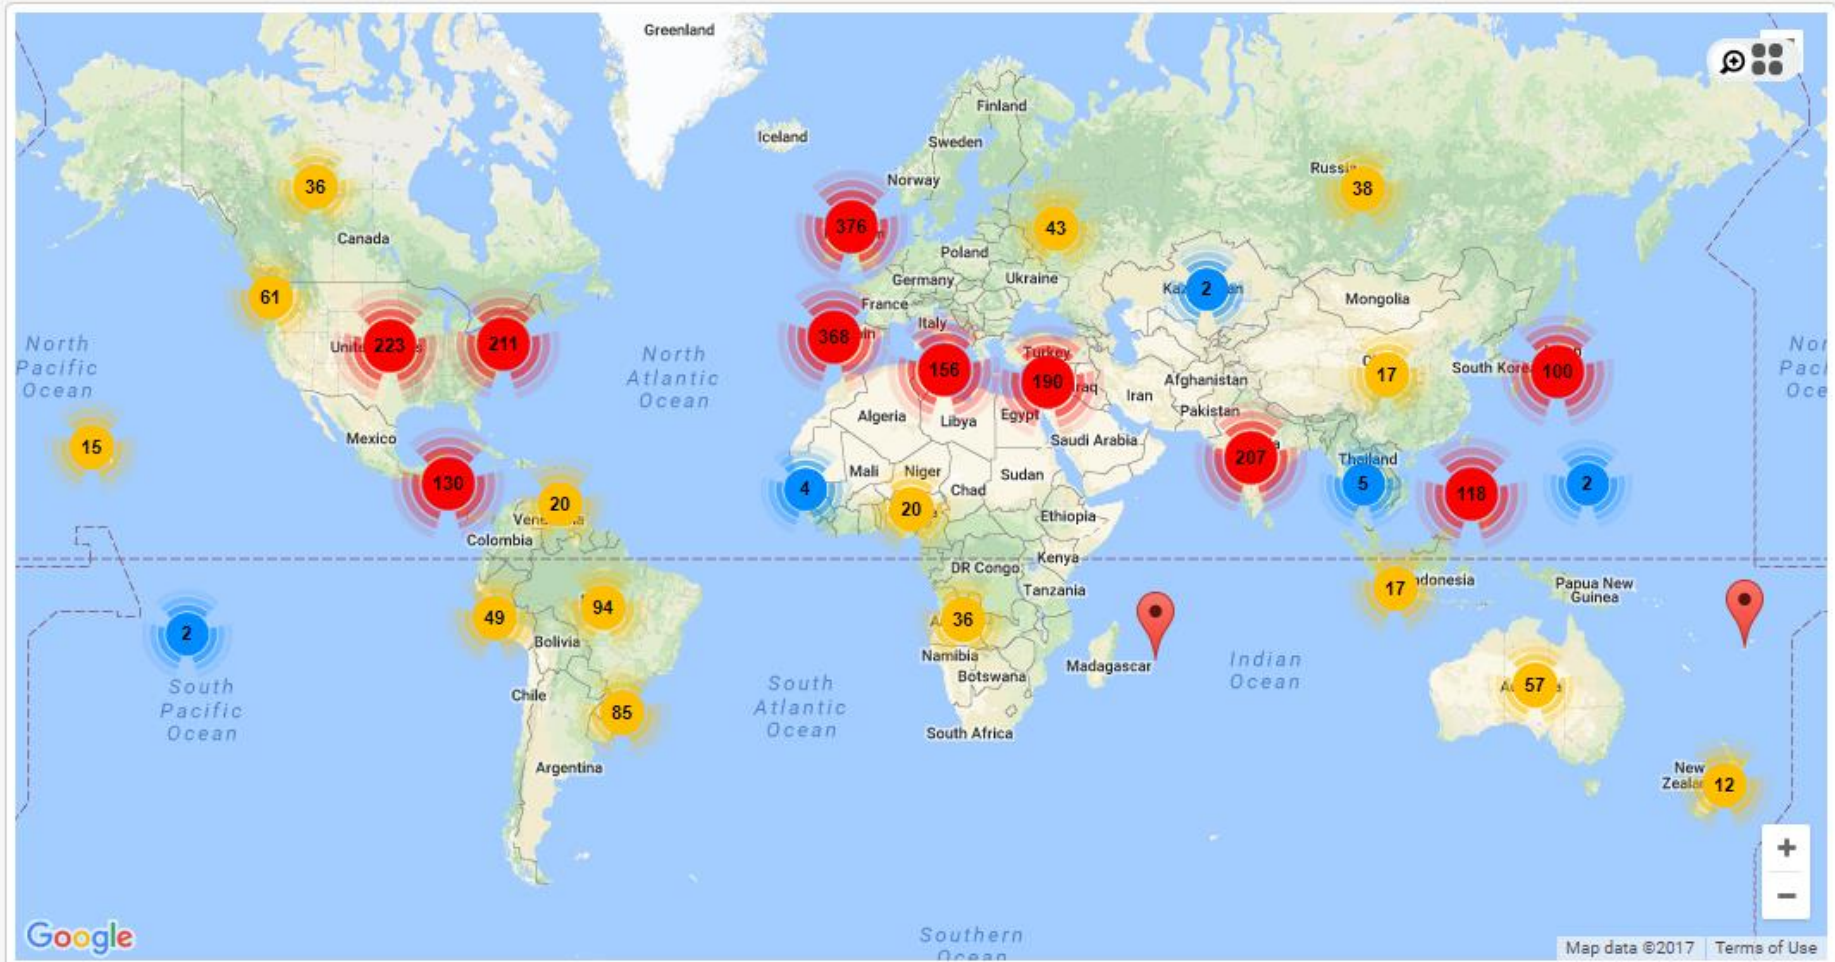 Greenland
Finland
Iceland
Sweden
Russia
Norway
36
38
376
43
Canada
Poland
Ukraine
Germany
2
61
France
Mongolia
Italy
368
223
211
North
Pacific
Ocean
North
Atlantic
Ocean
Turkey
156
190
Iran
Afghanistan
Pakistan
17
South Korea
100
Algeria
Libya
Egypt
Saudi Arabia
Mexico
15
130
20
Mali
Niger
Chad
Sudan
4
20
Ethiopia
207
Thailand
5
118
2
Colombia
Kenya
DR Congo
Tanzania
17
Indonesia
Papua New
Guinea
49
94
36
2
Bolivia
Namibia
Botswana
Madagascar
Indian
Ocean
57
South
Pacific
Ocean
Chile
85
South
Atlantic
Ocean
South Africa
Argentina
New
Zealand
12
+
−
Google
Southern
Ocean
Map data ©2017
Terms of Use